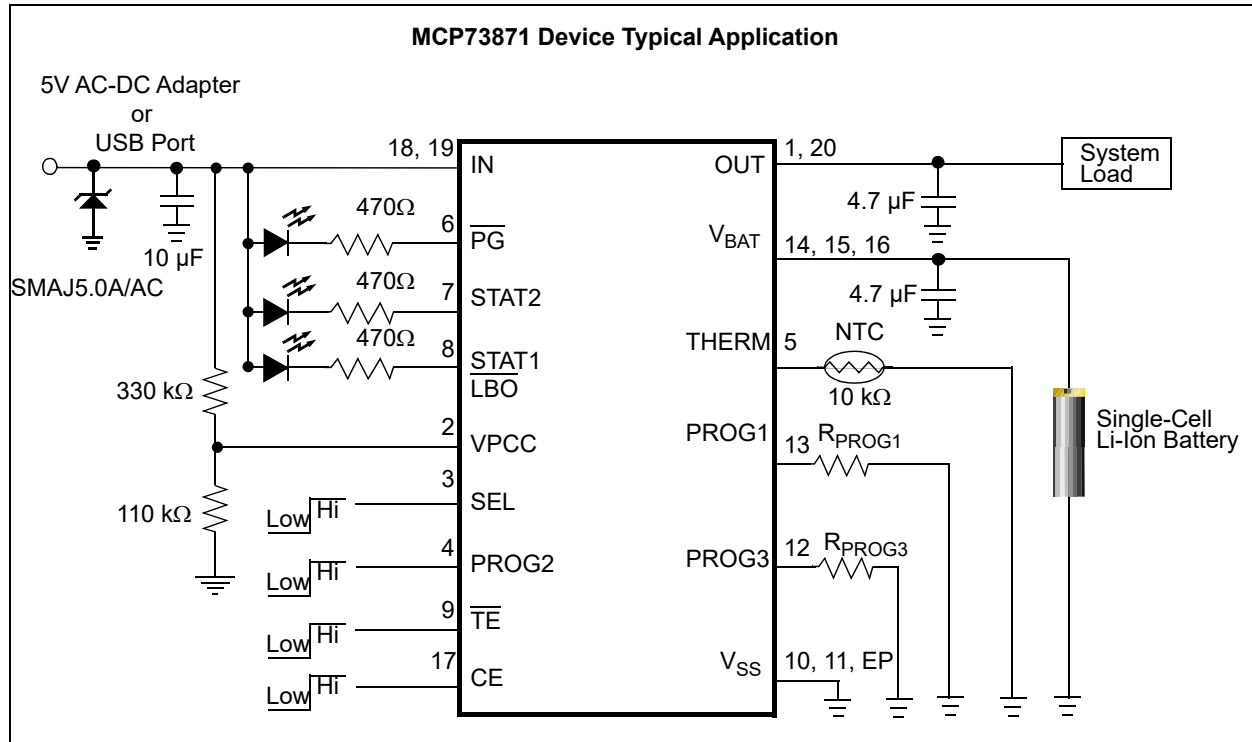 MCP73871 Device Typical Application
5V AC-DC Adapter
or
USB Port
18, 19
IN
OUT
1, 20
System
Load
10 µF
SMAJ5.0A/AC
470Ω
6
PG
4.7 µF
V_BAT
14, 15, 16
470Ω
7
STAT2
4.7 µF
470Ω
8
STAT1
LBO
THERM
5
NTC
10 kΩ
330 kΩ
2
VPCC
PROG1
13
R_PROG1
Single-Cell
Li-Ion Battery
110 kΩ
3
SEL
Low
Hi
4
PROG2
Low
Hi
PROG3
12
R_PROG3
9
TE
Low
Hi
17
CE
Low
Hi
V_SS
10, 11, EP